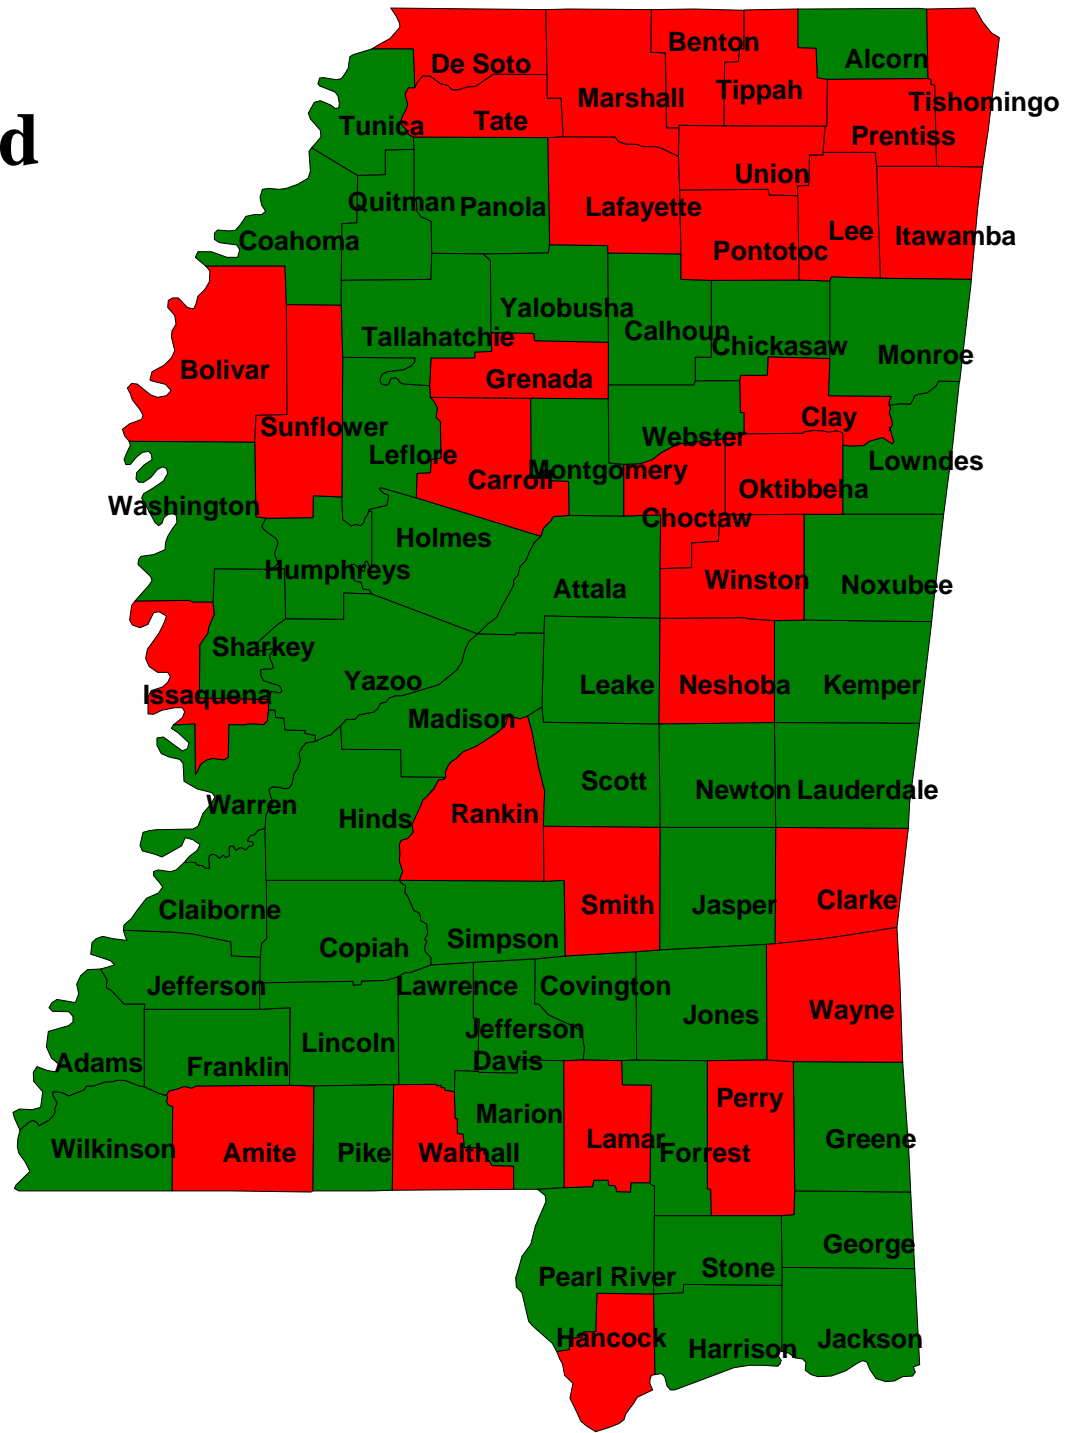 d
De Soto
Benton
Alcorn
Marshall
Tippah
Tishomingo
Tunica
Tate
Prentiss
Union
Quitman
Panola
Lafayette
Coahoma
Pontotoc
Lee
Itawamba
Yalobusha
Tallahatchie
Calhoun
Chickasaw
Monroe
Bolivar
Grenada
Sunflower
Clay
Leflore
Webster
Carroll
Montgomery
Lowndes
Washington
Oktibbeha
Choctaw
Holmes
Humphreys
Attala
Winston
Noxubee
Sharkey
Issaquena
Yazoo
Leake
Neshoba
Kemper
Madison
Scott
Newton
Lauderdale
Warren
Hinds
Rankin
Claiborne
Smith
Jasper
Clarke
Copiah
Simpson
Jefferson
Lawrence
Covington
Wayne
Jones
Jefferson
Davis
Lincoln
Adams
Franklin
Perry
Marion
Wilkinson
Amite
Pike
Walthall
Lamar
Forrest
Greene
George
Pearl River
Stone
Hancock
Harrison
Jackson